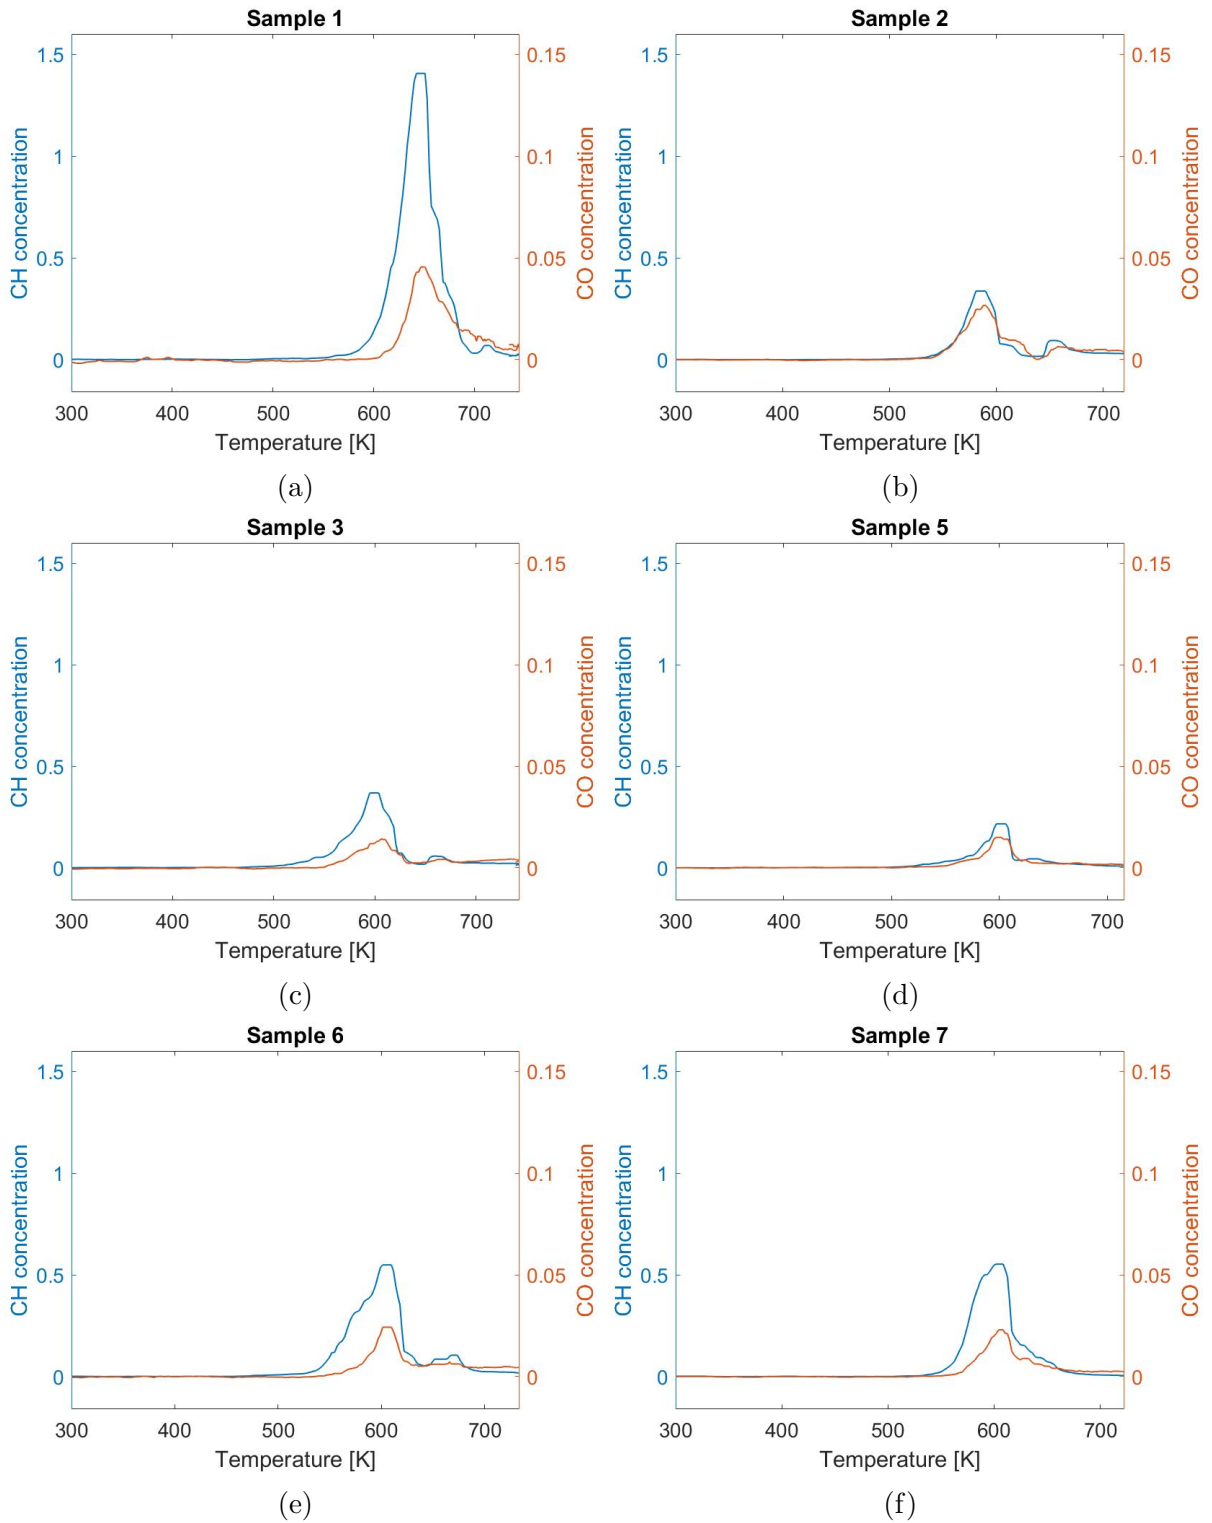 Sample 1
1.5
1
0.5
0
CH concentration
0.15
0.1
0.05
0
CO concentration
300 400 500 600 700
Temperature [K]
(a)
Sample 2
1.5
1
0.5
0
CH concentration
0.15
0.1
0.05
0
CO concentration
300 400 500 600 700
Temperature [K]
(b)
Sample 3
1.5
1
0.5
0
CH concentration
0.15
0.1
0.05
0
CO concentration
300 400 500 600 700
Temperature [K]
(c)
Sample 5
1.5
1
0.5
0
CH concentration
0.15
0.1
0.05
0
CO concentration
300 400 500 600 700
Temperature [K]
(d)
Sample 6
1.5
1
0.5
0
CH concentration
0.15
0.1
0.05
0
CO concentration
300 400 500 600 700
Temperature [K]
(e)
Sample 7
1.5
1
0.5
0
CH concentration
0.15
0.1
0.05
0
CO concentration
300 400 500 600 700
Temperature [K]
(f)